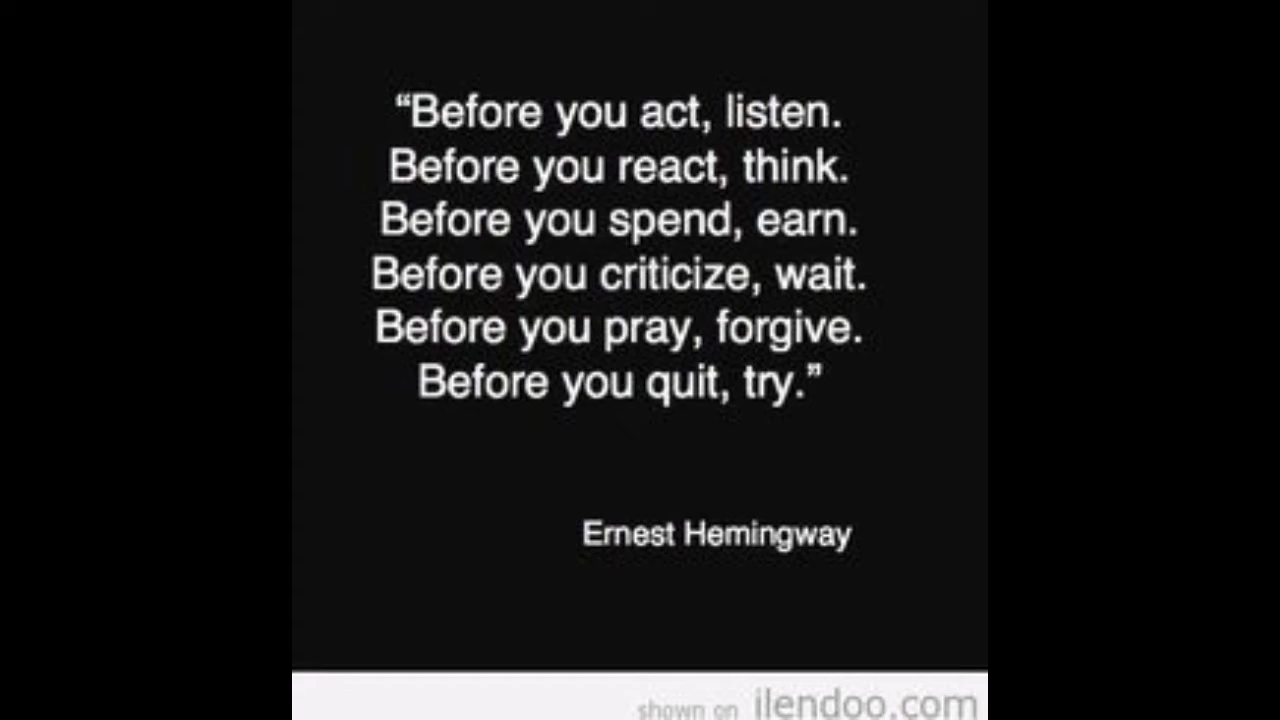 “Before you act, listen.
Before you react, think.
Before you spend, earn.
Before you criticize, wait.
Before you pray, forgive.
Before you quit, try.”
Ernest Hemingway
shown on ilendoo.com